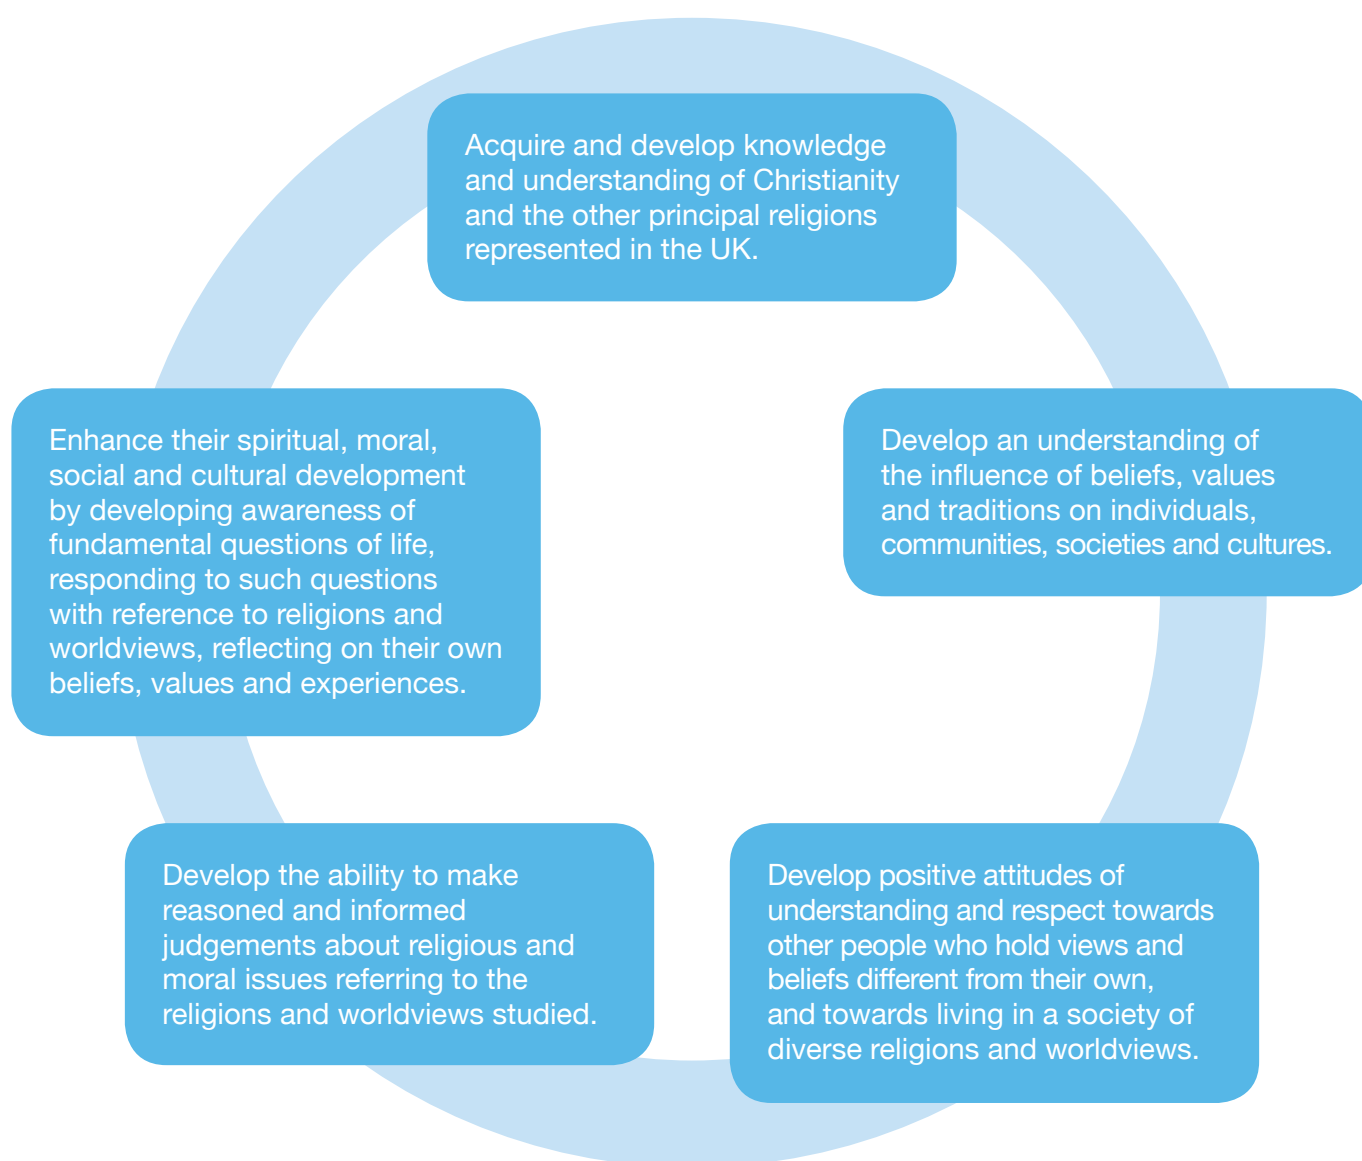 Acquire and develop knowledge
and understanding of Christianity
and the other principal religions
represented in the UK.
Develop an understanding of
the influence of beliefs, values
and traditions on individuals,
communities, societies and cultures.
Develop positive attitudes of
understanding and respect towards
other people who hold views and
beliefs different from their own,
and towards living in a society of
diverse religions and worldviews.
Develop the ability to make
reasoned and informed
judgements about religious and
moral issues referring to the
religions and worldviews studied.
Enhance their spiritual, moral,
social and cultural development
by developing awareness of
fundamental questions of life,
responding to such questions
with reference to religions and
worldviews, reflecting on their own
beliefs, values and experiences.